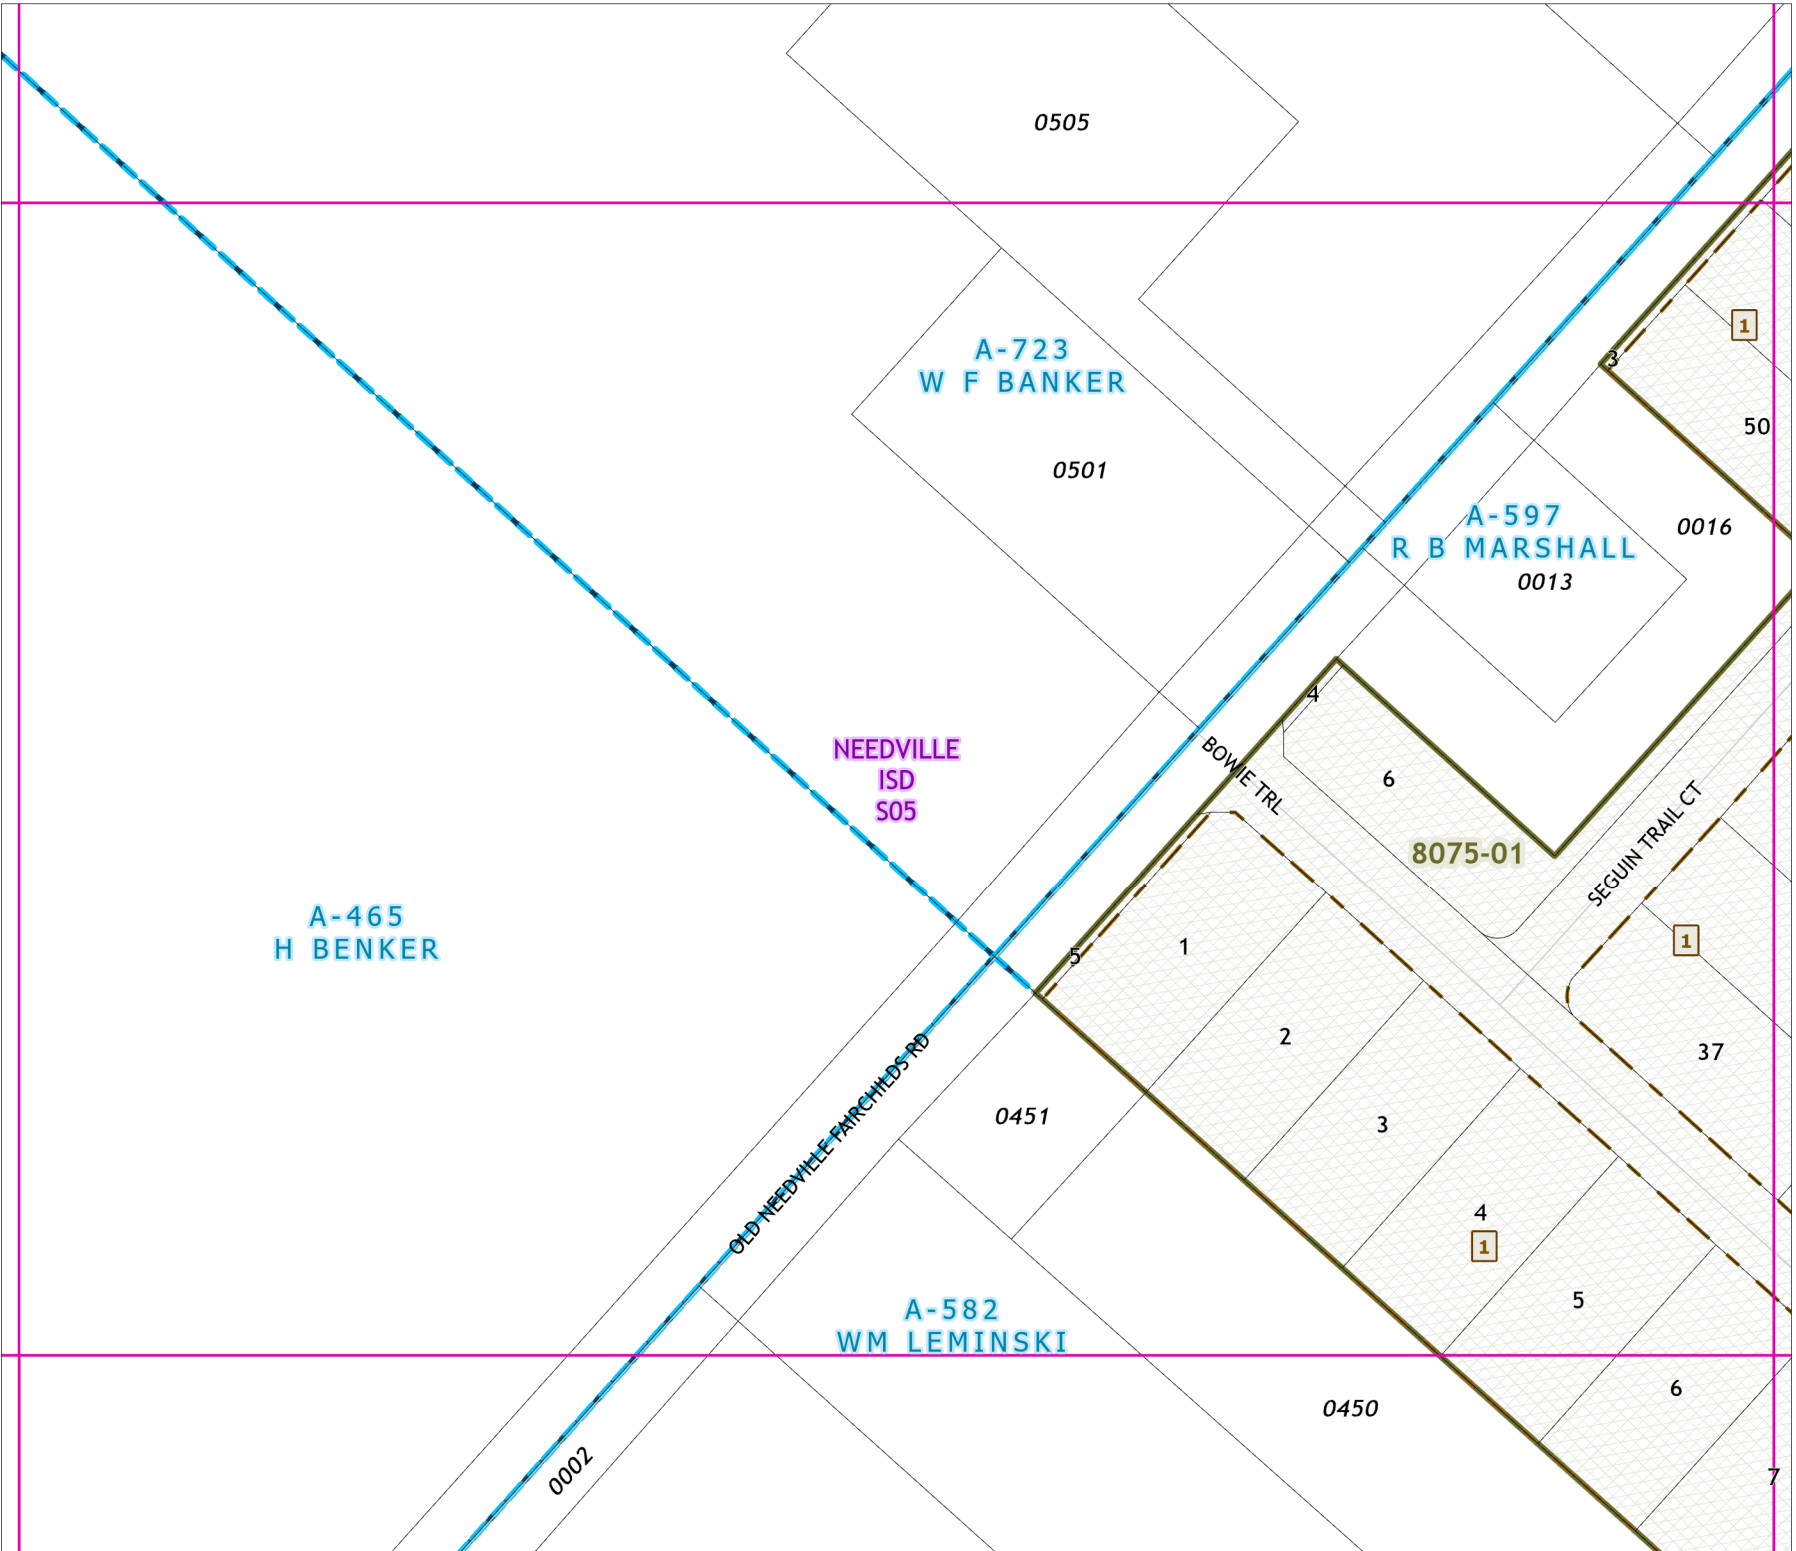 0505
1
A-723
W F BANKER
3
50
0501
A-597
R B MARSHALL
0016
0013
4
NEEDVILLE
ISD
S05
BOWIE TRL
6
8075-01
SEGUIN TRAIL CT
A-465
H BENKER
5
1
1
2
37
OLD NEEDVILLE FAIRCHILDS RD
0451
3
4
1
5
A-582
WM LEMINSKI
6
0450
0002
7